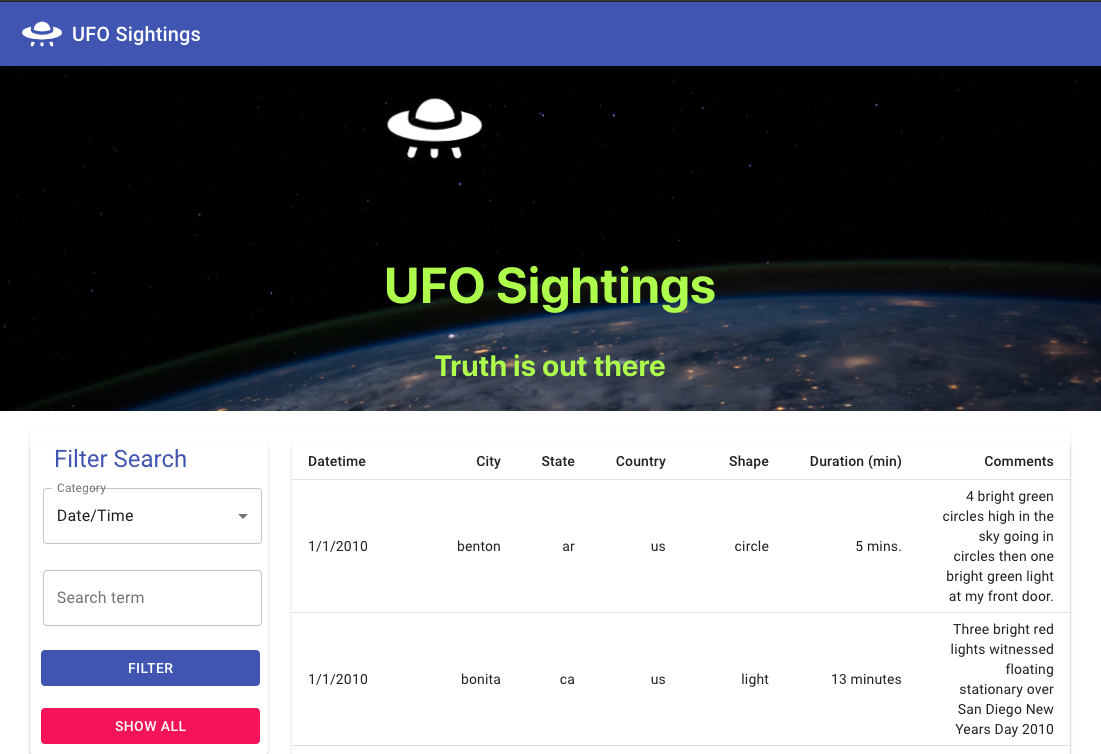 UFO Sightings
UFO Sightings
Truth is out there
Filter Search
Category
Date/Time
Search term
FILTER
SHOW ALL
Datetime City State Country Shape Duration (min) Comments
1/1/2010 benton ar us circle 5 mins. 4 bright green
circles high in the
sky going in
circles then one
bright green light
at my front door.
1/1/2010 bonita ca us light 13 minutes Three bright red
lights witnessed
floating
stationary over
San Diego New
Years Day 2010